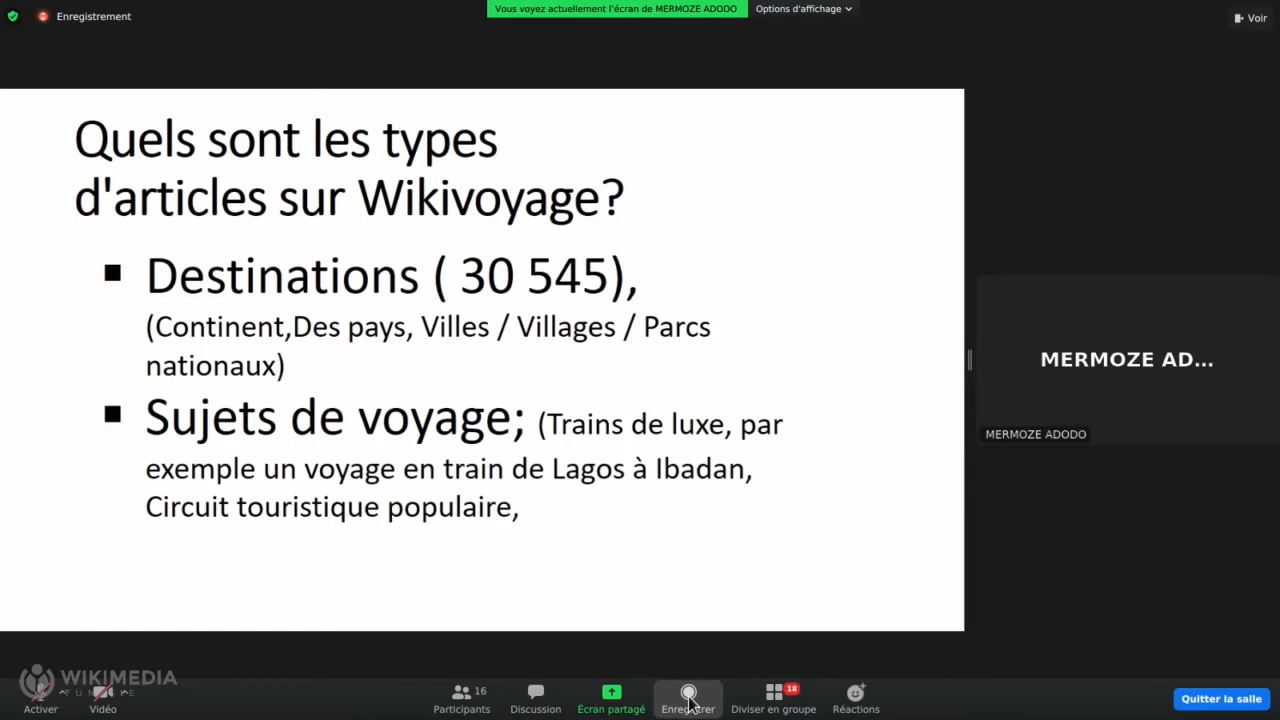 Enregistrement
Vous voyez actuellement l'écran de MERMOZE ADODO
Options d'affichage
Voir
Quels sont les types
d'articles sur Wikivoyage?
▪ Destinations ( 30 545),
(Continent,Des pays, Villes / Villages / Parcs
nationaux)
▪ Sujets de voyage; (Trains de luxe, par
exemple un voyage en train de Lagos à Ibadan,
Circuit touristique populaire,
MERMOZE AD...
MERMOZE ADODO
WIKIMEDIA
Activer
Vidéo
16
Participants
Discussion
Écran partagé
Enregistrer
18
Diviser en groupe
Réactions
Quitter la salle